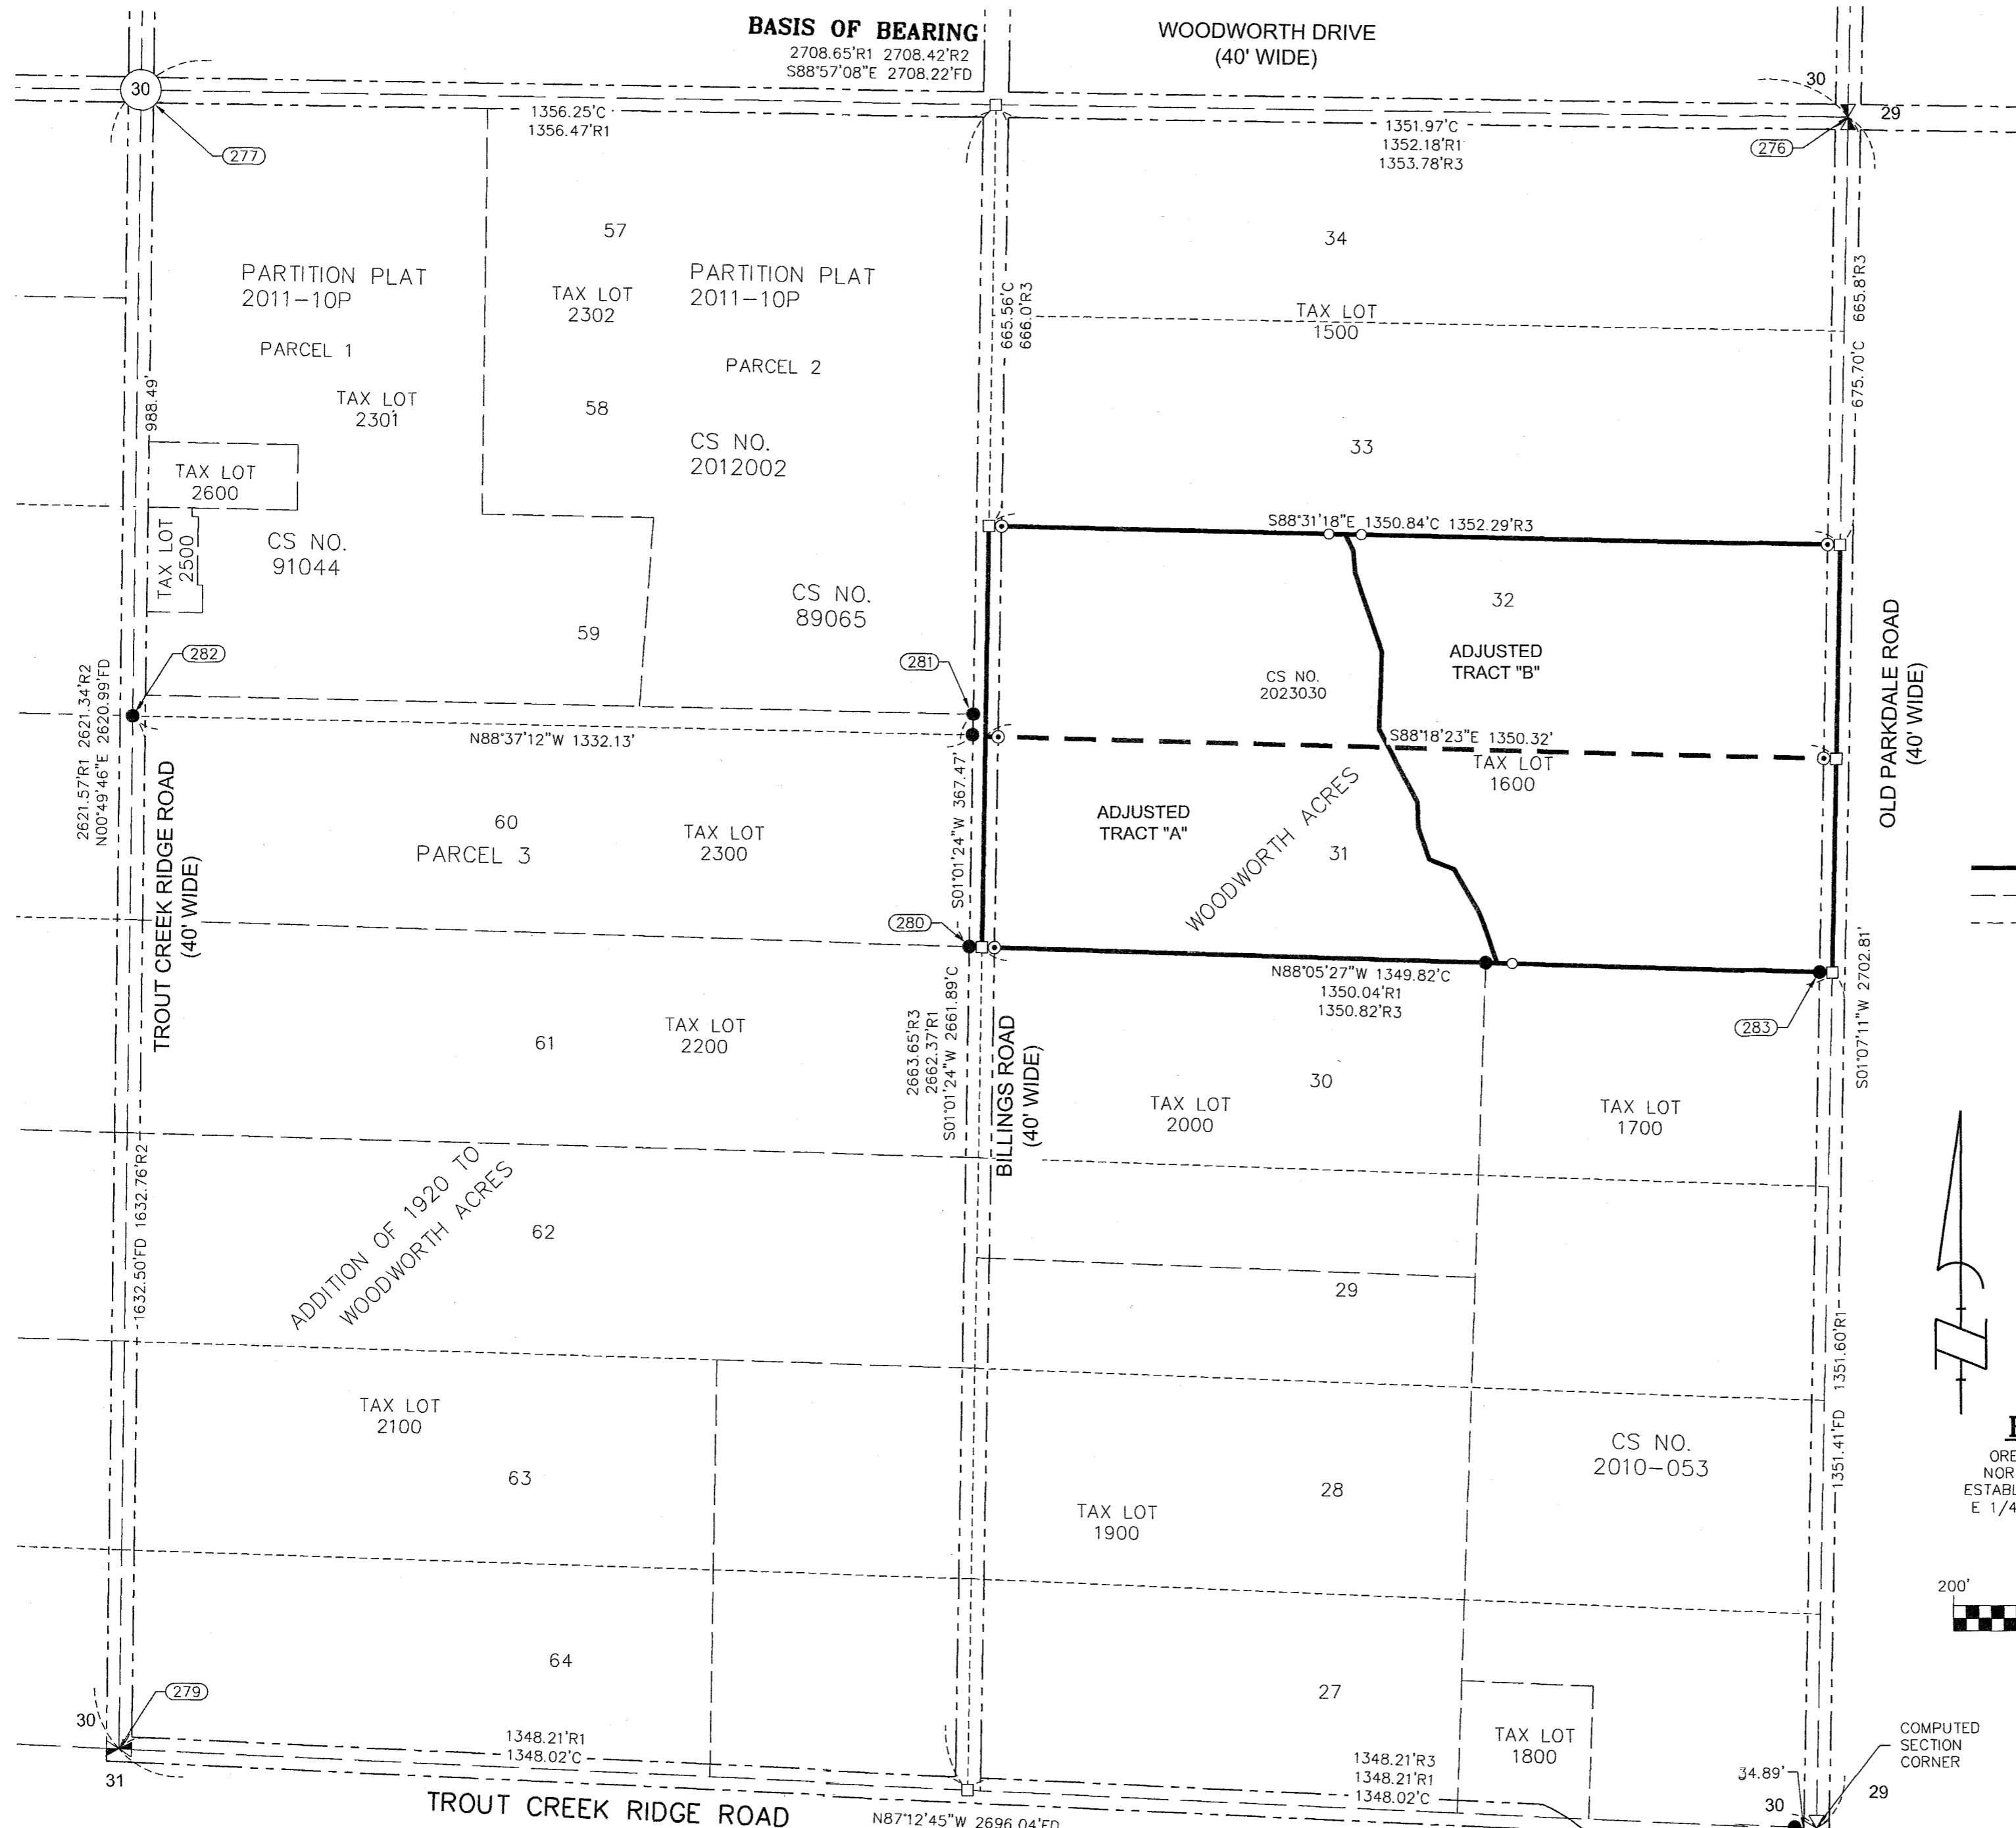 BASIS OF BEARING
2708.65'R1 2708.42'R2
S88°57'08"E 2708.22'FD
WOODWORTH DRIVE
(40' WIDE)
30
277
1356.25'C
1356.47'R1
1351.97'C
1352.18'R1
1353.78'R3
30
29
276
57
PARTITION PLAT
2011-10P
PARCEL 1
TAX LOT
2301
TAX LOT
2302
PARTITION PLAT
2011-10P
PARCEL 2
58
CS NO.
2012002
988.49'
TAX LOT
2600
TAX LOT
2500
CS NO.
91044
59
CS NO.
89065
665.56'C
666.0'R3
34
TAX LOT
1500
33
665.8'R3
675.70'C
S88°31'18"E 1350.84'C 1352.29'R3
32
ADJUSTED
TRACT "B"
CS NO.
2023030
S88°18'23"E 1350.32'
TAX LOT
1600
ADJUSTED
TRACT "A"
WOODWORTH ACRES
31
OLD PARKDALE ROAD
(40' WIDE)
282
281
2621.57'R1 2621.34'R2
N00°49'46"E 2620.99'FD
N88°37'12"W 1332.13'
TROUT CREEK RIDGE ROAD
(40' WIDE)
60
PARCEL 3
TAX LOT
2300
S01°01'24"W 367.47'
280
N88°05'27"W 1349.82'C
1350.04'R1
1350.82'R3
283
S01°07'11"W 2702.81'
61
TAX LOT
2200
2663.65'R3
2662.37'R1
S01°01'24"W 2661.89'C
BILLINGS ROAD
(40' WIDE)
30
TAX LOT
2000
TAX LOT
1700
1632.50'FD 1632.76'R2
ADDITION OF 1920 TO
WOODWORTH ACRES
62
29
1351.41'FD 1351.60'R1
TAX LOT
2100
63
CS NO.
2010-053
28
TAX LOT
1900
ORE
NOR
ESTABL
E 1/4
200'
64
27
TAX LOT
1800
279
30
31
1348.21'R1
1348.02'C
TROUT CREEK RIDGE ROAD
N87°12'45"W 2696.04'FD
1348.21'R3
1348.21'R1
1348.02'C
34.89'
COMPUTED
SECTION
CORNER
30
29